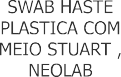 SWAB HASTE
PLASTICA COM
MEIO STUART ,
NEOLAB